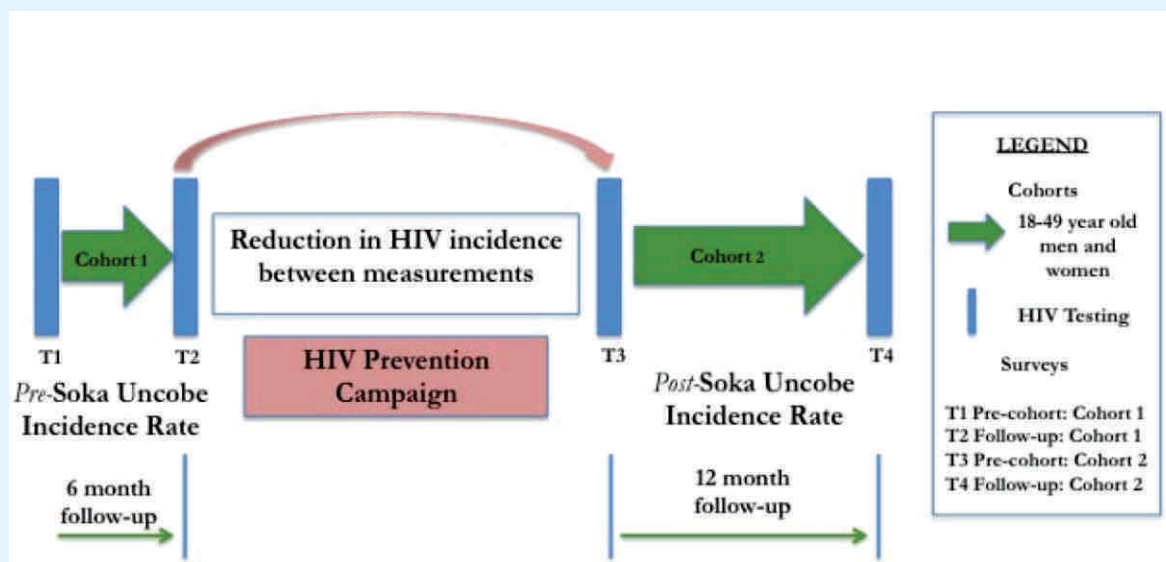 Cohort 1
Reduction in HIV incidence
between measurements
Cohort 2
T1
T2
T3
T4
HIV Prevention
Campaign
Pre-Soka Uncobe
Incidence Rate
Post-Soka Uncobe
Incidence Rate
6 month
follow-up
12 month
follow-up
LEGEND
Cohorts
18-49 year old
men and
women
HIV Testing
Surveys
T1 Pre-cohort: Cohort 1
T2 Follow-up: Cohort 1
T3 Pre-cohort: Cohort 2
T4 Follow-up: Cohort 2